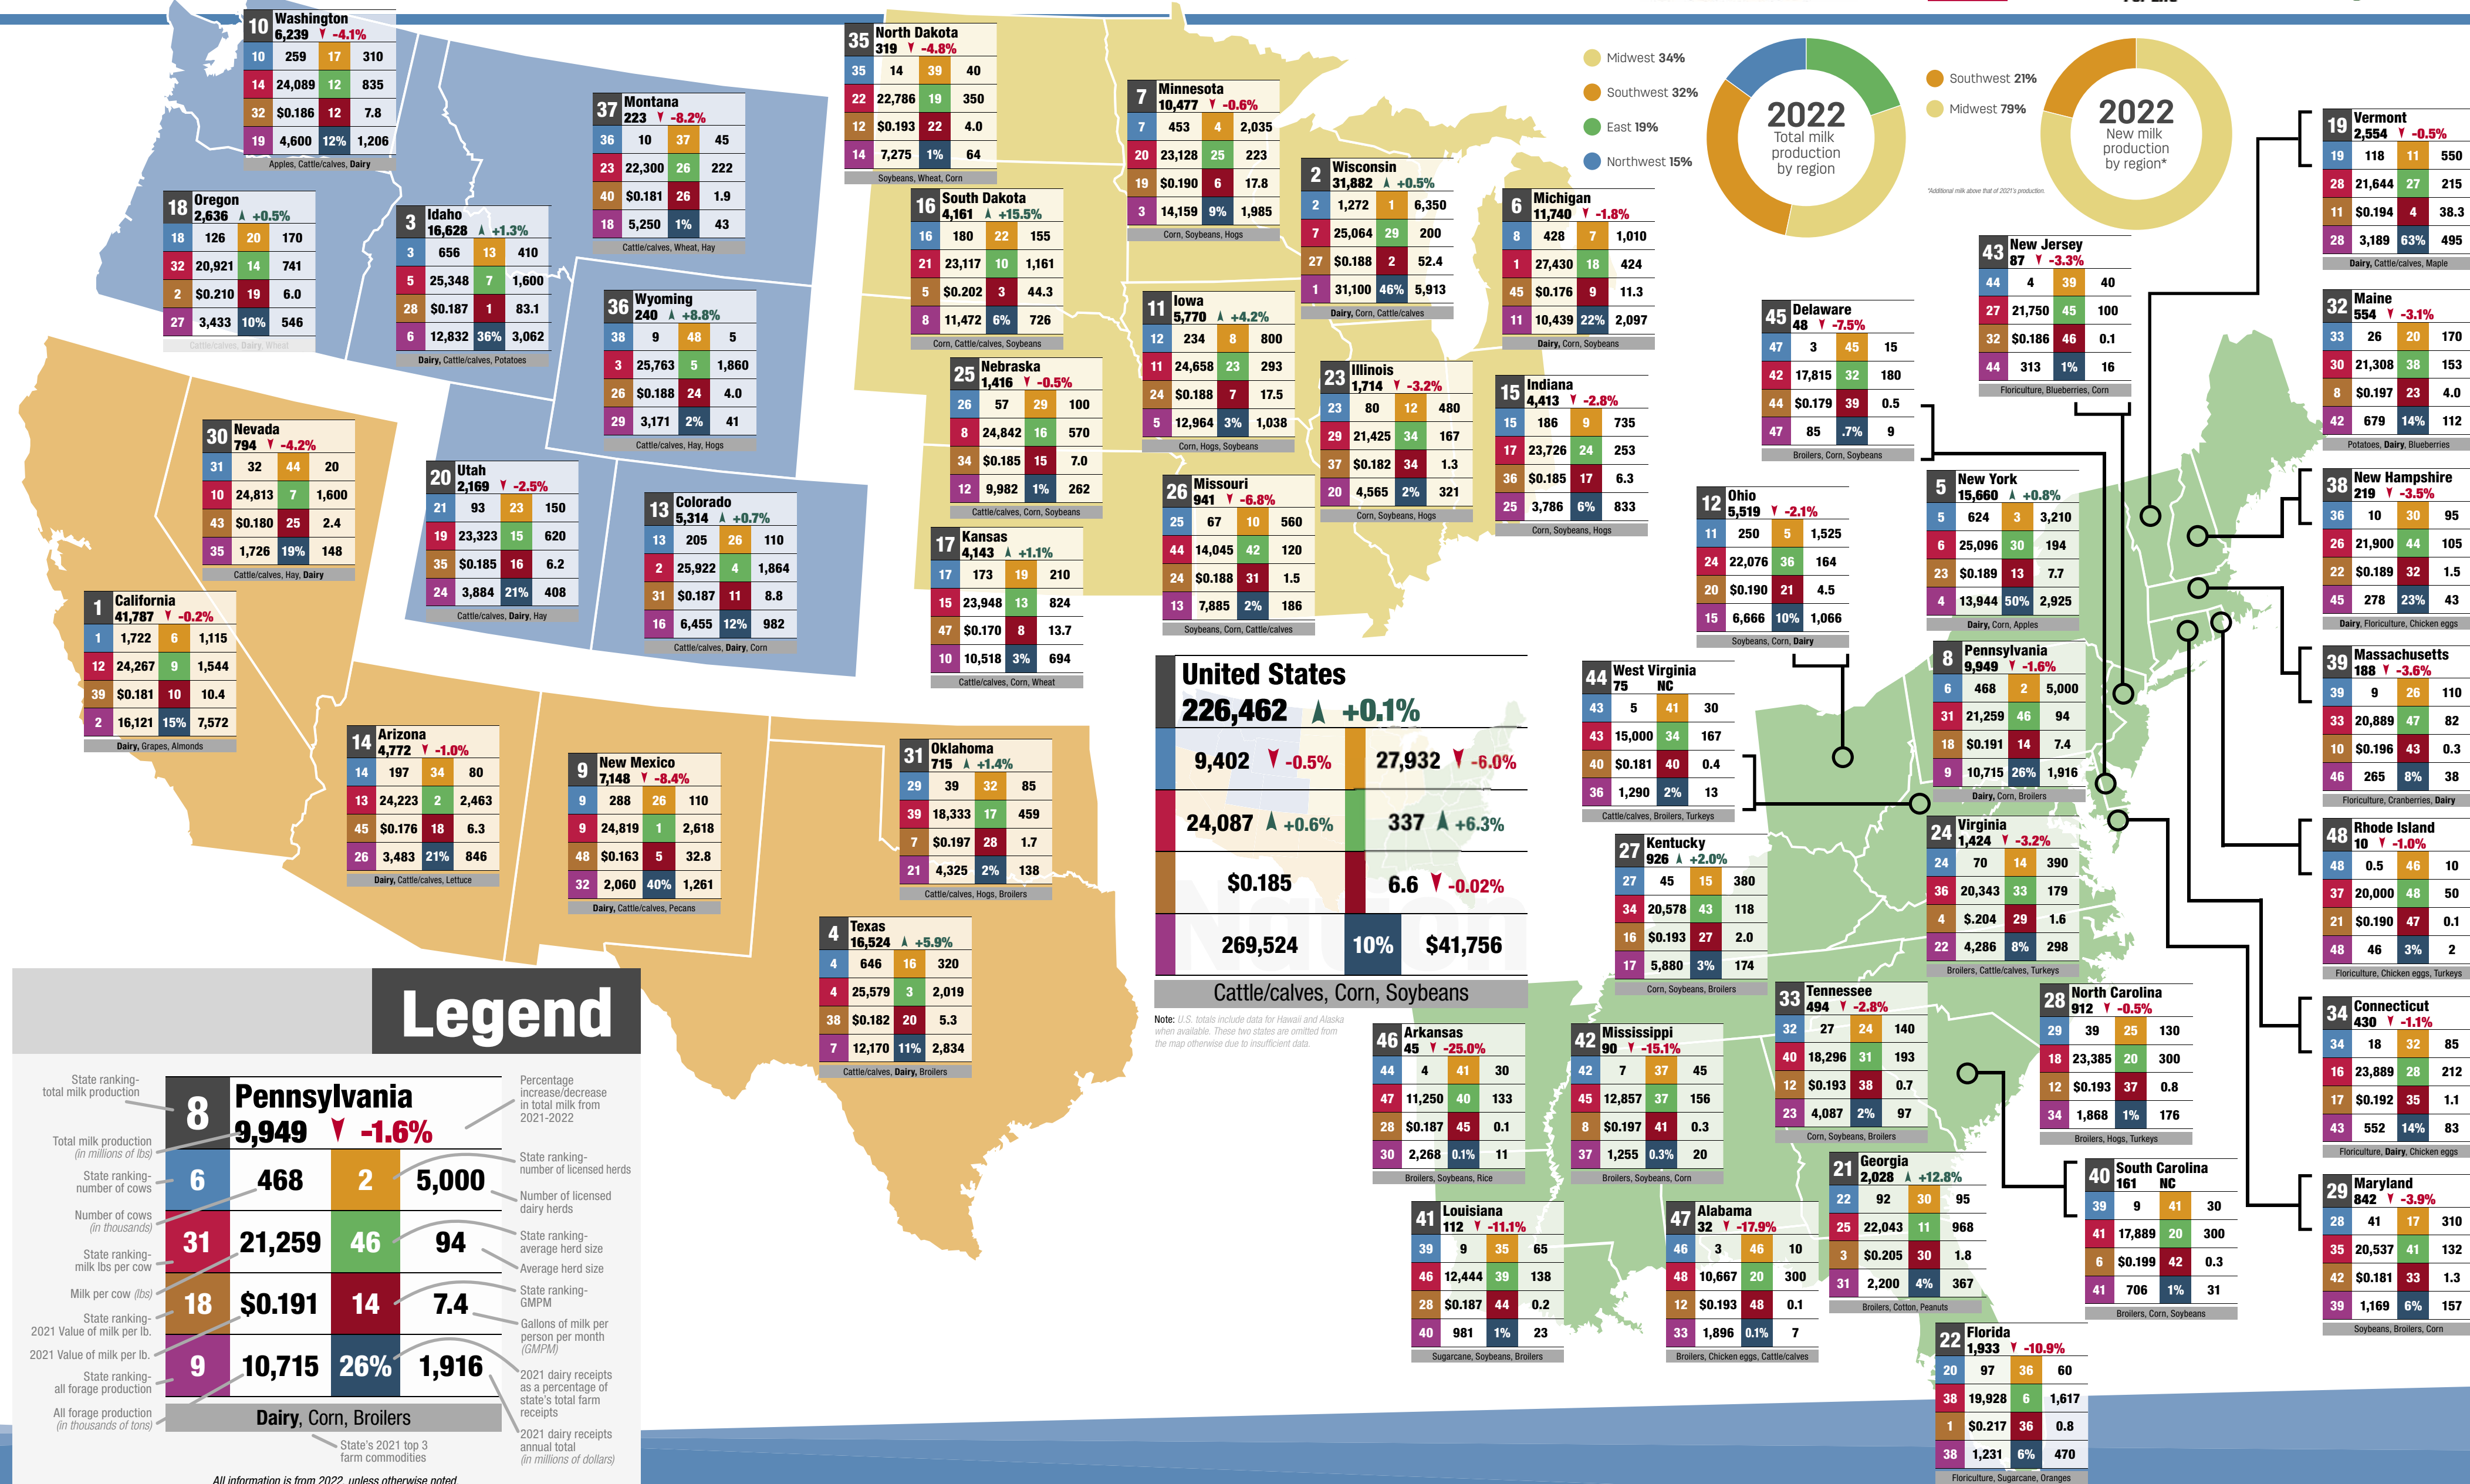 10 Washington
6,239 -4.1%
10 259 17 310
14 24,089 12 835
32 $0.186 12 7.8
19 4,600 12% 1,206
Apples, Cattle/calves, Dairy
18 Oregon
2,636 +0.5%
18 126 20 170
32 20,921 14 741
2 $0.210 19 6.0
27 3,433 10% 546
Cattle/calves, Dairy, Wheat
3 Idaho
16,628 +1.3%
3 656 13 410
5 25,348 7 1,600
28 $0.187 1 83.1
6 12,832 36% 3,062
Dairy, Cattle/calves, Potatoes
37 Montana
223 -8.2%
36 10 37 45
23 22,300 26 222
40 $0.181 26 1.9
18 5,250 1% 43
Cattle/calves, Wheat, Hay
36 Wyoming
240 +8.8%
38 9 48 5
3 25,763 5 1,860
26 $0.188 24 4.0
29 3,171 2% 41
Cattle/calves, Hay, Hogs
30 Nevada
794 -4.2%
31 32 44 20
10 24,813 7 1,600
43 $0.180 25 2.4
35 1,726 19% 148
Cattle/calves, Hay, Dairy
20 Utah
2,169 -2.5%
21 93 23 150
19 23,323 15 620
35 $0.185 16 6.2
24 3,884 21% 408
Cattle/calves, Dairy, Hay
13 Colorado
5,314 +0.7%
13 205 26 110
2 25,922 4 1,864
31 $0.187 11 8.8
16 6,455 12% 982
Cattle/calves, Dairy, Corn
1 California
41,787 -0.2%
1 1,722 6 1,115
12 24,267 9 1,544
39 $0.181 10 10.4
2 16,121 15% 7,572
Dairy, Grapes, Almonds
14 Arizona
4,772 -1.0%
14 197 34 80
13 24,223 2 2,463
45 $0.176 18 6.3
26 3,483 21% 846
Dairy, Cattle/calves, Lettuce
9 New Mexico
7,148 -8.4%
9 288 26 110
9 24,819 1 2,618
48 $0.163 5 32.8
32 2,060 40% 1,261
Dairy, Cattle/calves, Pecans
31 Oklahoma
715 +1.4%
29 39 32 85
39 18,333 17 459
7 $0.197 28 1.7
21 4,325 2% 138
Cattle/calves, Hogs, Broilers
4 Texas
16,524 +5.9%
4 646 16 320
4 25,579 3 2,019
38 $0.182 20 5.3
7 12,170 11% 2,834
Cattle/calves, Dairy, Broilers
35 North Dakota
319 -4.8%
35 14 39 40
22 22,786 19 350
12 $0.193 22 4.0
14 7,275 1% 64
Soybeans, Wheat, Corn
16 South Dakota
4,161 +15.5%
16 180 22 155
21 23,117 10 1,161
5 $0.202 3 44.3
8 11,472 6% 726
Corn, Cattle/calves, Soybeans
25 Nebraska
1,416 -0.5%
26 57 29 100
8 24,842 16 570
34 $0.185 15 7.0
12 9,982 1% 262
Cattle/calves, Corn, Soybeans
17 Kansas
4,143 +1.1%
17 173 19 210
15 23,948 13 824
47 $0.170 8 13.7
10 10,518 3% 694
Cattle/calves, Corn, Wheat
7 Minnesota
10,477 -0.6%
7 453 4 2,035
20 23,128 25 223
19 $0.190 6 17.8
3 14,159 9% 1,985
Corn, Soybeans, Hogs
2 Wisconsin
31,882 +0.5%
2 1,272 1 6,350
7 25,064 29 200
27 $0.188 2 52.4
1 31,100 46% 5,913
Dairy, Corn, Cattle/calves
6 Michigan
11,740 -1.8%
8 428 7 1,010
1 27,430 18 424
45 $0.176 9 11.3
11 10,439 22% 2,097
Dairy, Corn, Soybeans
11 Iowa
5,770 +4.2%
12 234 8 800
11 24,658 23 293
24 $0.188 7 17.5
5 12,964 3% 1,038
Corn, Hogs, Soybeans
23 Illinois
1,714 -3.2%
23 80 12 480
29 21,425 34 167
37 $0.182 34 1.3
20 4,565 2% 321
Corn, Soybeans, Hogs
15 Indiana
4,413 -2.8%
15 186 9 735
17 23,726 24 253
36 $0.185 17 6.3
25 3,786 6% 833
Corn, Soybeans, Hogs
26 Missouri
941 -6.8%
25 67 10 560
44 14,045 42 120
24 $0.188 31 1.5
13 7,885 2% 186
Soybeans, Corn, Cattle/calves
Midwest 34%
Southwest 32%
East 19%
Northwest 15%
2022
Total milk
production
by region
Southwest 21%
Midwest 79%
2022
New milk
production
by region*
*Additional milk above that of 2021's production.
12 Ohio
5,519 -2.1%
11 250 5 1,525
24 22,076 36 164
20 $0.190 21 4.5
15 6,666 10% 1,066
Soybeans, Corn, Dairy
45 Delaware
48 -7.5%
47 3 45 15
42 17,815 32 180
44 $0.179 39 0.5
47 85 .7% 9
Broilers, Corn, Soybeans
43 New Jersey
87 -3.3%
44 4 39 40
27 21,750 45 100
32 $0.186 46 0.1
44 313 1% 16
Floriculture, Blueberries, Corn
5 New York
15,660 +0.8%
5 624 3 3,210
6 25,096 30 194
23 $0.189 13 7.7
4 13,944 50% 2,925
Dairy, Corn, Apples
8 Pennsylvania
9,949 -1.6%
6 468 2 5,000
31 21,259 46 94
18 $0.191 14 7.4
9 10,715 26% 1,916
Dairy, Corn, Broilers
44 West Virginia
75 NC
43 5 41 30
43 15,000 34 167
40 $0.181 40 0.4
36 1,290 2% 13
Cattle/calves, Broilers, Turkeys
24 Virginia
1,424 -3.2%
24 70 14 390
36 20,343 33 179
4 $.204 29 1.6
22 4,286 8% 298
Broilers, Cattle/calves, Turkeys
27 Kentucky
926 +2.0%
27 45 15 380
34 20,578 43 118
16 $0.193 27 2.0
17 5,880 3% 174
Corn, Soybeans, Broilers
19 Vermont
2,554 -0.5%
19 118 11 550
28 21,644 27 215
11 $0.194 4 38.3
28 3,189 63% 495
Dairy, Cattle/calves, Maple
32 Maine
554 -3.1%
33 26 20 170
30 21,308 38 153
8 $0.197 23 4.0
42 679 14% 112
Potatoes, Dairy, Blueberries
38 New Hampshire
219 -3.5%
36 10 30 95
26 21,900 44 105
22 $0.189 32 1.5
45 278 23% 43
Dairy, Floriculture, Chicken eggs
39 Massachusetts
188 -3.6%
39 9 26 110
33 20,889 47 82
10 $0.196 43 0.3
46 265 8% 38
Floriculture, Cranberries, Dairy
48 Rhode Island
10 -1.0%
48 0.5 46 10
37 20,000 48 50
21 $0.190 47 0.1
48 46 3% 2
Floriculture, Chicken eggs, Turkeys
34 Connecticut
430 -1.1%
34 18 32 85
16 23,889 28 212
17 $0.192 35 1.1
43 552 14% 83
Floriculture, Dairy, Chicken eggs
29 Maryland
842 -3.9%
28 41 17 310
35 20,537 41 132
42 $0.181 33 1.3
39 1,169 6% 157
Soybeans, Broilers, Corn
United States
226,462 +0.1%
9,402 -0.5% 27,932 -6.0%
24,087 +0.6% 337 +6.3%
$0.185 6.6 -0.02%
269,524 10% $41,756
Cattle/calves, Corn, Soybeans
Note: U.S. totals include data for Hawaii and Alaska
when available. These two states are omitted from
the map otherwise due to insufficient data.
46 Arkansas
45 -25.0%
44 4 41 30
47 11,250 40 133
28 $0.187 45 0.1
30 2,268 0.1% 11
Broilers, Soybeans, Rice
42 Mississippi
90 -15.1%
42 7 37 45
45 12,857 37 156
8 $0.197 41 0.3
37 1,255 0.3% 20
Broilers, Soybeans, Corn
33 Tennessee
494 -2.8%
32 27 24 140
40 18,296 31 193
12 $0.193 38 0.7
23 4,087 2% 97
Corn, Soybeans, Broilers
28 North Carolina
912 -0.5%
29 39 25 130
18 23,385 20 300
12 $0.193 37 0.8
34 1,868 1% 176
Broilers, Hogs, Turkeys
41 Louisiana
112 -11.1%
39 9 35 65
46 12,444 39 138
28 $0.187 44 0.2
40 981 1% 23
Sugarcane, Soybeans, Broilers
47 Alabama
32 -17.9%
46 3 46 10
48 10,667 20 300
12 $0.193 48 0.1
33 1,896 0.1% 7
Broilers, Chicken eggs, Cattle/calves
21 Georgia
2,028 +12.8%
22 92 30 95
25 22,043 11 968
3 $0.205 30 1.8
31 2,200 4% 367
Broilers, Cotton, Peanuts
40 South Carolina
161 NC
39 9 41 30
41 17,889 20 300
6 $0.199 42 0.3
41 706 1% 31
Broilers, Corn, Soybeans
22 Florida
1,933 -10.9%
20 97 36 60
38 19,928 6 1,617
1 $0.217 36 0.8
38 1,231 6% 470
Floriculture, Sugarcane, Oranges
Legend
State ranking-
total milk production
Total milk production
(in millions of lbs)
State ranking-
number of cows
Number of cows
(in thousands)
State ranking-
milk lbs per cow
Milk per cow (lbs)
State ranking-
2021 Value of milk per lb.
2021 Value of milk per lb.
State ranking-
all forage production
All forage production
(in thousands of tons)
8 Pennsylvania
9,949 -1.6%
6 468 2 5,000
31 21,259 46 94
18 $0.191 14 7.4
9 10,715 26% 1,916
Dairy, Corn, Broilers
Percentage
increase/decrease
in total milk from
2021-2022
State ranking-
number of licensed herds
Number of licensed
dairy herds
State ranking-
average herd size
Average herd size
State ranking-
GMPM
Gallons of milk per
person per month
(GMPM)
2021 dairy receipts
as a percentage of
state's total farm
receipts
2021 dairy receipts
annual total
(in millions of dollars)
State's 2021 top 3
farm commodities
All information is from 2022, unless otherwise noted.